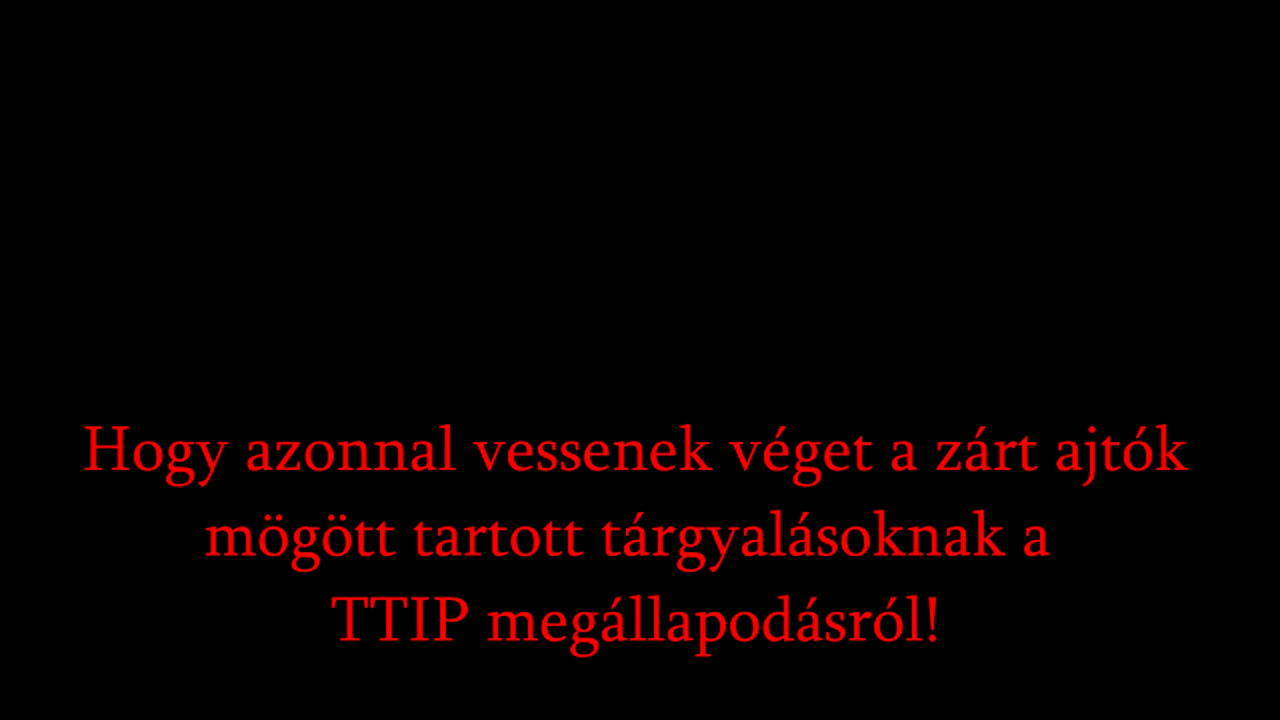 Hogy azonnal vessenek véget a zárt ajtók
mögött tartott tárgyalásoknak a
TTIP megállapodásról!